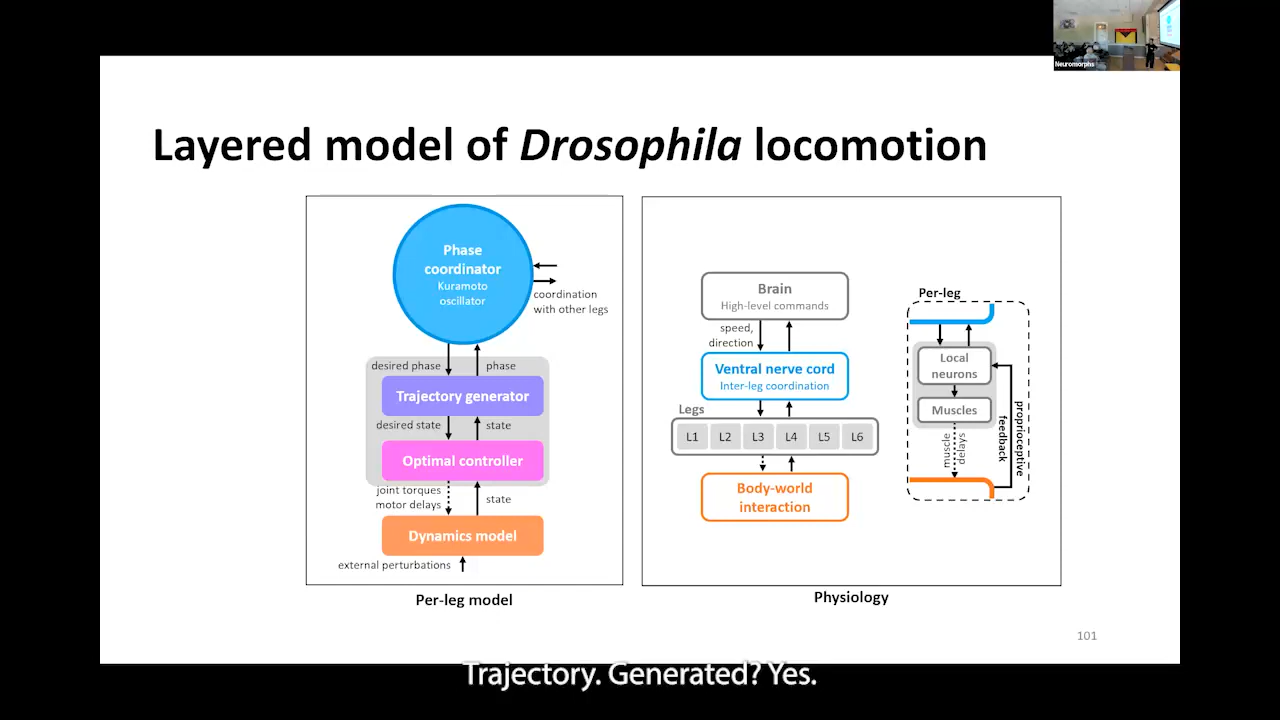 Neuromorphs
Layered model of Drosophila locomotion
Phase
coordinator
Kuramoto
oscillator
coordination
with other legs
desired phase
phase
Trajectory generator
desired state
state
Optimal controller
joint torques
motor delays
state
Dynamics model
external perturbations
Per-leg model
Brain
High-level commands
speed,
direction
Ventral nerve cord
Inter-leg coordination
Legs
L1 L2 L3 L4 L5 L6
Body-world
interaction
Per-leg
Local
neurons
Muscles
muscle
delays
proprioceptive
feedback
Physiology
101
Trajectory. Generated? Yes.